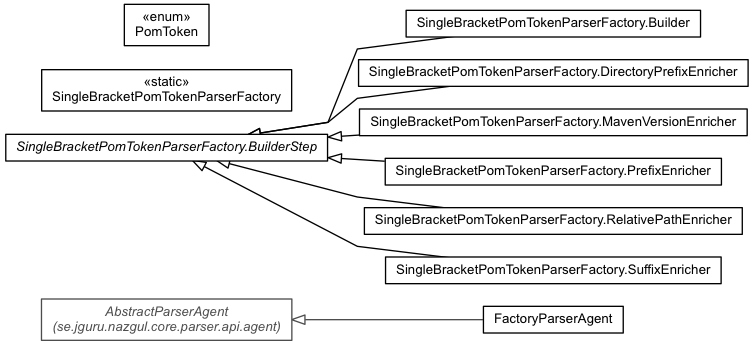 «enum»
PomToken
«static»
SingleBracketPomTokenParserFactory
SingleBracketPomTokenParserFactory.BuilderStep
SingleBracketPomTokenParserFactory.Builder
SingleBracketPomTokenParserFactory.DirectoryPrefixEnricher
SingleBracketPomTokenParserFactory.MavenVersionEnricher
SingleBracketPomTokenParserFactory.PrefixEnricher
SingleBracketPomTokenParserFactory.RelativePathEnricher
SingleBracketPomTokenParserFactory.SuffixEnricher
AbstractParserAgent
(se.jguru.nazgul.core.parser.api.agent)
FactoryParserAgent